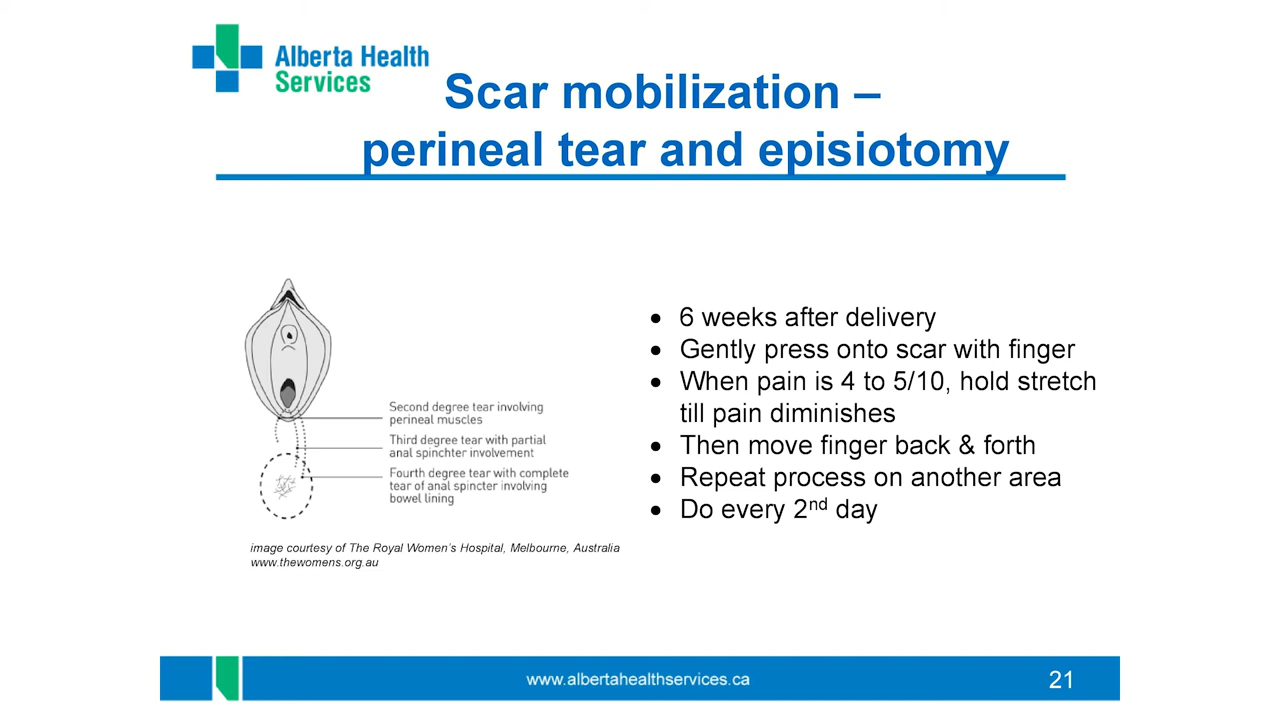 Alberta Health
Services
Scar mobilization –
perineal tear and episiotomy
Second degree tear involving
perineal muscles
Third degree tear with partial
anal spinchter involvement
Fourth degree tear with complete
tear of anal spincter involving
bowel lining
image courtesy of The Royal Women's Hospital, Melbourne, Australia
www.thewomens.org.au
• 6 weeks after delivery
• Gently press onto scar with finger
• When pain is 4 to 5/10, hold stretch
till pain diminishes
• Then move finger back & forth
• Repeat process on another area
• Do every 2nd day
www.albertahealthservices.ca
21